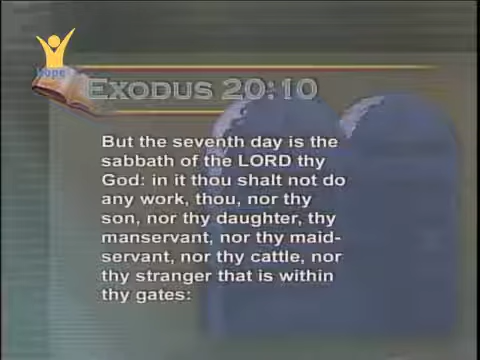 hope
Exodus 20:10
But the seventh day is the
sabbath of the LORD thy
God: in it thou shalt not do
any work, thou, nor thy
son, nor thy daughter, thy
manservant, nor thy maid-
servant, nor thy cattle, nor
thy stranger that is within
thy gates: